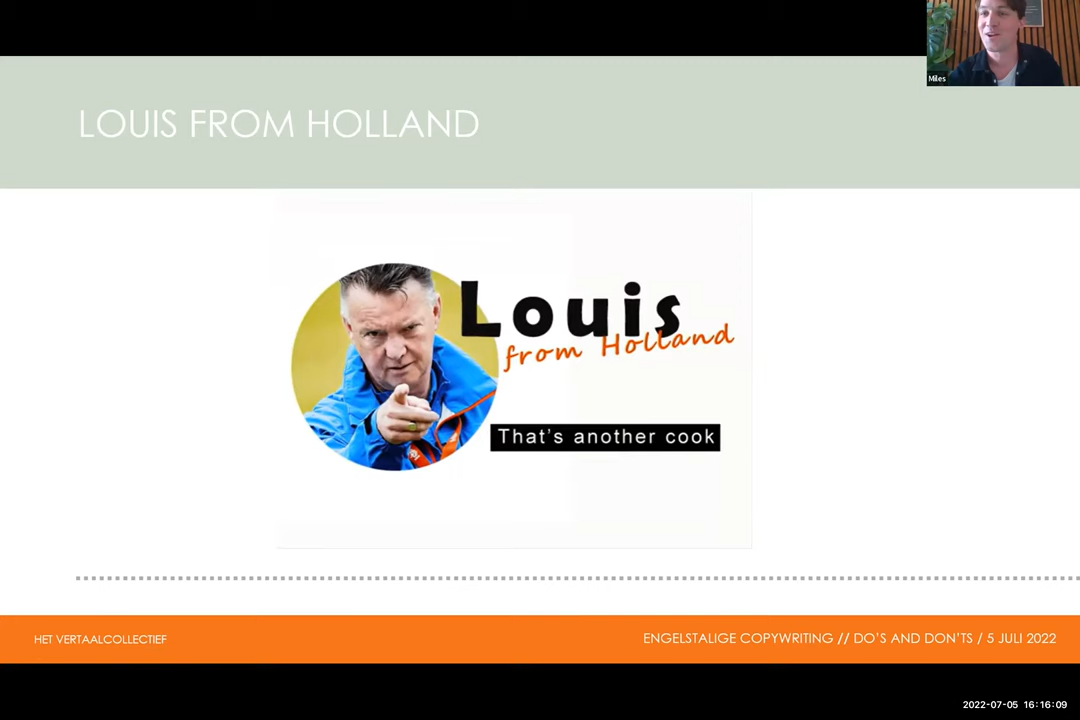 Miles
LOUIS FROM HOLLAND
Louis
from Holland
That's another cook
HET VERTAALCOLLECTIEF
ENGELSTALIGE COPYWRITING // DO'S AND DON'TS / 5 JULI 2022
2022-07-05 16:16:09